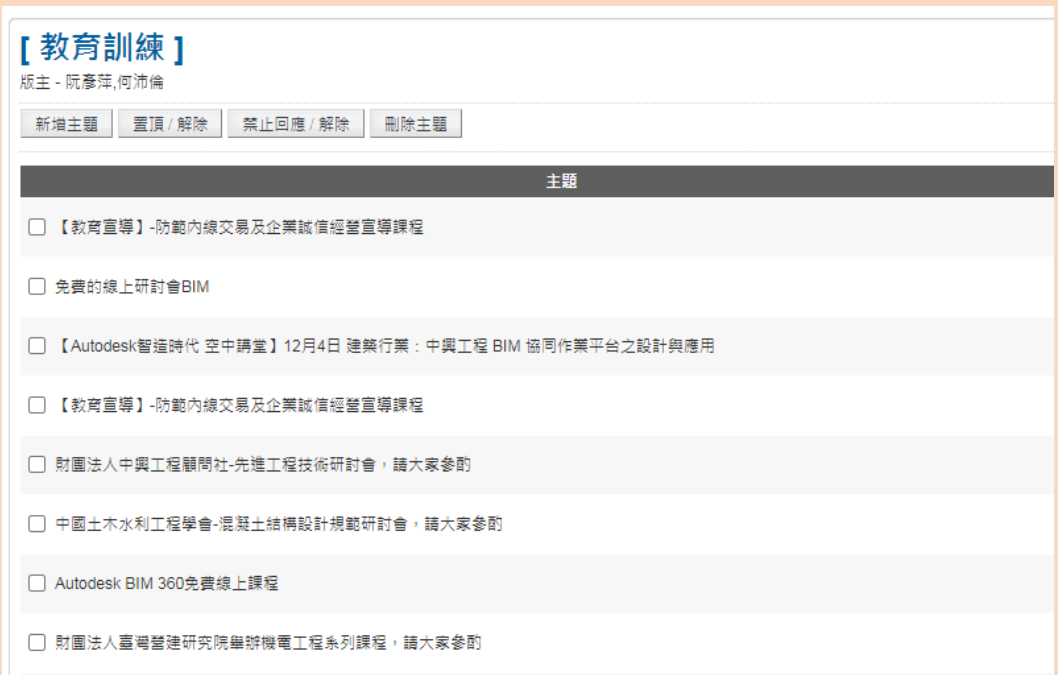 [ 教育訓練 ]
版主 - 阮彥萍,何沛倫
新增主題 置頂 / 解除 禁止回應 / 解除 刪除主題
主題
【教育宣導】-防範內線交易及企業誠信經營宣導課程
免費的線上研討會BIM
【Autodesk智造時代 空中講堂】12月4日 建築行業：中興工程 BIM 協同作業平台之設計與應用
【教育宣導】-防範內線交易及企業誠信經營宣導課程
財團法人中興工程顧問社-先進工程技術研討會，請大家參酌
中國土木水利工程學會-混凝土結構設計規範研討會，請大家參酌
Autodesk BIM 360免費線上課程
財團法人臺灣營建研究院舉辦機電工程系列課程，請大家參酌